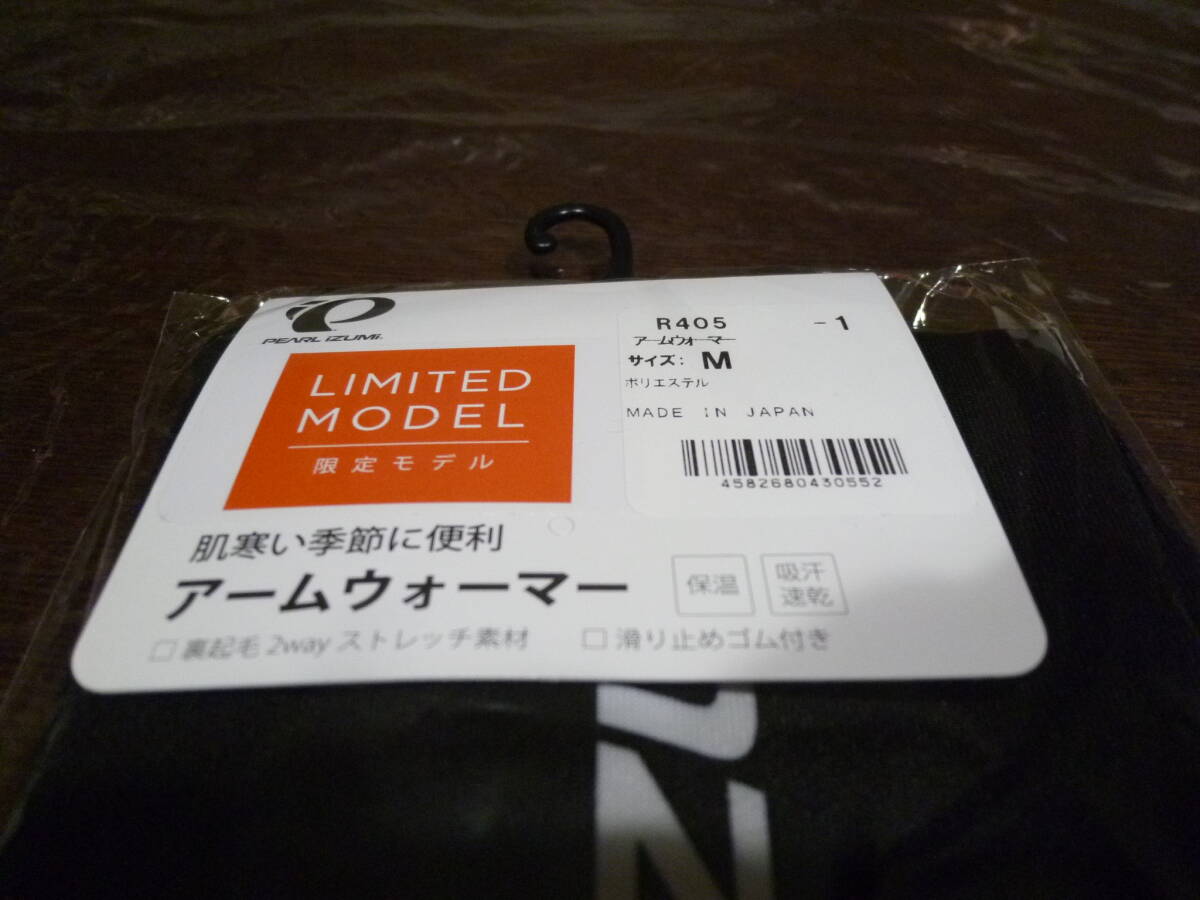 PEARL iZUMi.
LIMITED
MODEL
限定モデル
R405 -1
アームウォーマー
サイズ: M
ポリエステル
MADE IN JAPAN
4582680430552
肌寒い季節に便利
アームウォーマー
保温
吸汗
速乾
□ 裏起毛 2way ストレッチ素材 □ 滑り止めゴム付き